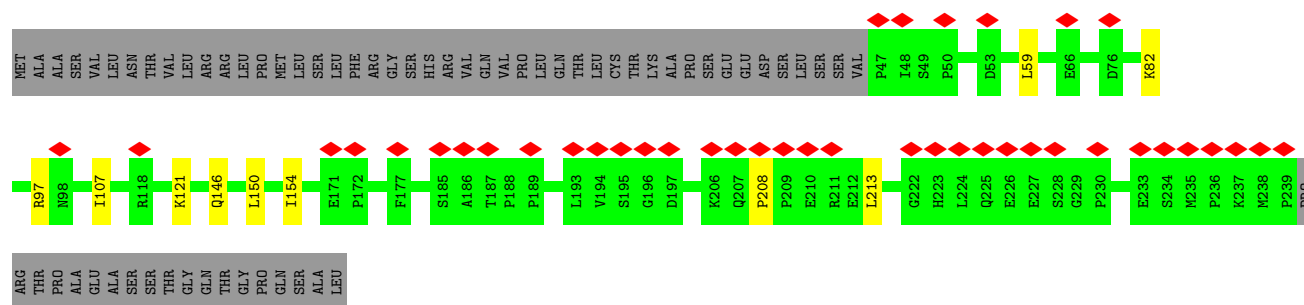 MET ALA ALA SER VAL LEU ASN THR VAL LEU ARG ARG LEU PRO MET LEU SER LEU PHE ARG GLY SER HIS ARG VAL GLN VAL PRO LEU GLN THR LEU CYS THR LYS ALA PRO SER GLU GLU ASP SER LEU SER SER VAL P47 I48 S49 P50 D53 L59 E66 D76 K82
R97 N98 I107 R118 K121 Q146 L150 I154 E171 P172 F177 S185 A186 T187 P188 P189 L193 V194 S195 G196 D197 K206 Q207 P208 P209 E210 R211 E212 L213 G222 H223 L224 Q225 E226 E227 S228 G229 P230 E233 S234 M235 P236 K237 M238 P239 PRO
ARG THR PRO ALA GLU ALA SER SER THR GLY GLN THR GLY PRO GLN SER ALA LEU